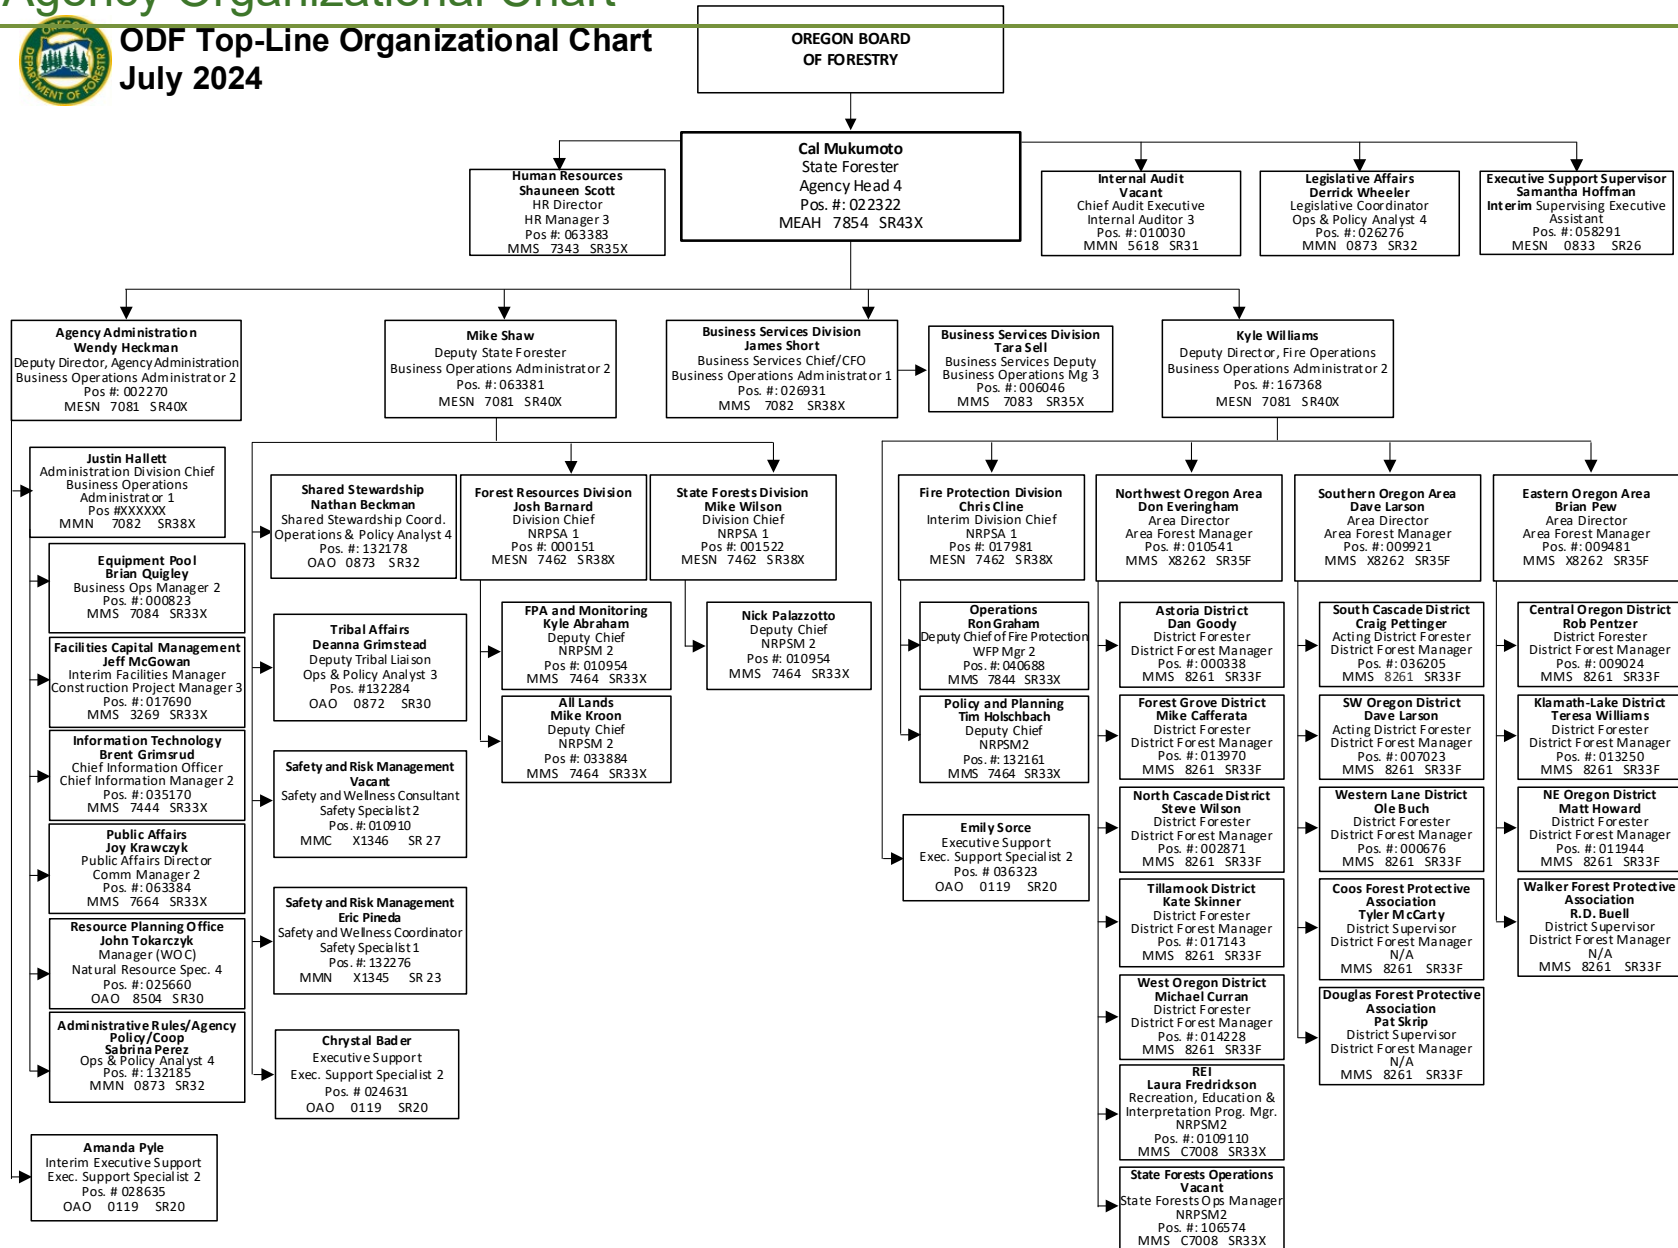 Agency Organizational Chart
OREGON
DEPARTMENT OF FORESTRY
ODF Top-Line Organizational Chart
July 2024
OREGON BOARD
OF FORESTRY
Cal Mukumoto
State Forester
Agency Head 4
Pos. #: 022322
MEAH 7854 SR43X
Human Resources
Shauneen Scott
HR Director
HR Manager 3
Pos #: 063383
MMS 7343 SR35X
Internal Audit
Vacant
Chief Audit Executive
Internal Auditor 3
Pos. #: 010030
MMN 5618 SR31
Legislative Affairs
Derrick Wheeler
Legislative Coordinator
Ops & Policy Analyst 4
Pos. #: 026276
MMN 0873 SR32
Executive Support Supervisor
Samantha Hoffman
Interim Supervising Executive
Assistant
Pos. #: 058291
MESN 0833 SR26
Agency Administration
Wendy Heckman
Deputy Director, Agency Administration
Business Operations Administrator 2
Pos #: 002270
MESN 7081 SR40X
Mike Shaw
Deputy State Forester
Business Operations Administrator 2
Pos. #: 063381
MESN 7081 SR40X
Business Services Division
James Short
Business Services Chief/CFO
Business Operations Administrator 1
Pos. #: 026931
MMS 7082 SR38X
Business Services Division
Tara Sell
Business Services Deputy
Business Operations Mg 3
Pos. #: 006046
MMS 7083 SR35X
Kyle Williams
Deputy Director, Fire Operations
Business Operations Administrator 2
Pos. #: 167368
MESN 7081 SR40X
Justin Hallett
Administration Division Chief
Business Operations
Administrator 1
Pos #XXXXXX
MMN 7082 SR38X
Equipment Pool
Brian Quigley
Business Ops Manager 2
Pos. #: 000823
MMS 7084 SR33X
Facilities Capital Management
Jeff McGowan
Interim Facilities Manager
Construction Project Manager 3
Pos. #: 017690
MMS 3269 SR33X
Information Technology
Brent Grimsrud
Chief Information Officer
Chief Information Manager 2
Pos. #: 035170
MMS 7444 SR33X
Public Affairs
Joy Krawczyk
Public Affairs Director
Comm Manager 2
Pos. #: 063384
MMS 7664 SR33X
Resource Planning Office
John Tokarczyk
Manager (WOC)
Natural Resource Spec. 4
Pos. #: 025660
OAO 8504 SR30
Administrative Rules/Agency
Policy/Coop
Sabrina Perez
Ops & Policy Analyst 4
Pos. #: 132185
MMN 0873 SR32
Amanda Pyle
Interim Executive Support
Exec. Support Specialist 2
Pos. # 028635
OAO 0119 SR20
Shared Stewardship
Nathan Beckman
Shared Stewardship Coord.
Operations & Policy Analyst 4
Pos. #: 132178
OAO 0873 SR32
Tribal Affairs
Deanna Grimstead
Deputy Tribal Liaison
Ops & Policy Analyst 3
Pos. #132284
OAO 0872 SR30
Safety and Risk Management
Vacant
Safety and Wellness Consultant
Safety Specialist 2
Pos. #: 010910
MMC X1346 SR 27
Safety and Risk Management
Eric Pineda
Safety and Wellness Coordinator
Safety Specialist 1
Pos. #: 132276
MMN X1345 SR 23
Chrystal Bader
Executive Support
Exec. Support Specialist 2
Pos. # 024631
OAO 0119 SR20
Forest Resources Division
Josh Barnard
Division Chief
NRPSA 1
Pos #: 000151
MESN 7462 SR38X
FPA and Monitoring
Kyle Abraham
Deputy Chief
NRPSM 2
Pos #: 010954
MMS 7464 SR33X
All Lands
Mike Kroon
Deputy Chief
NRPSM 2
Pos #: 033884
MMS 7464 SR33X
State Forests Division
Mike Wilson
Division Chief
NRPSA 1
Pos #: 001522
MESN 7462 SR38X
Nick Palazzotto
Deputy Chief
NRPSM 2
Pos #: 010954
MMS 7464 SR33X
Fire Protection Division
Chris Cline
Interim Division Chief
NRPSA 1
Pos. #: 017981
MESN 7462 SR38X
Operations
Ron Graham
Deputy Chief of Fire Protection
WFP Mgr 2
Pos. #: 040688
MMS 7844 SR33X
Policy and Planning
Tim Holschbach
Deputy Chief
NRPSM2
Pos. #: 132161
MMS 7464 SR33X
Emily Sorce
Executive Support
Exec. Support Specialist 2
Pos. # 036323
OAO 0119 SR20
Northwest Oregon Area
Don Everingham
Area Director
Area Forest Manager
Pos. #: 010541
MMS X8262 SR35F
Astoria District
Dan Goody
District Forester
District Forest Manager
Pos. #: 000338
MMS 8261 SR33F
Forest Grove District
Mike Cafferata
District Forester
District Forest Manager
Pos. #: 013970
MMS 8261 SR33F
North Cascade District
Steve Wilson
District Forester
District Forest Manager
Pos. #: 002871
MMS 8261 SR33F
Tillamook District
Kate Skinner
District Forester
District Forest Manager
Pos. #: 017143
MMS 8261 SR33F
West Oregon District
Michael Curran
District Forester
District Forest Manager
Pos. #: 014228
MMS 8261 SR33F
REI
Laura Fredrickson
Recreation, Education &
Interpretation Prog. Mgr.
NRPSM2
Pos. #: 0109110
MMS C7008 SR33X
State Forests Operations
Vacant
State Forests Ops Manager
NRPSM2
Pos. #: 106574
MMS C7008 SR33X
Southern Oregon Area
Dave Larson
Area Director
Area Forest Manager
Pos. #: 009921
MMS X8262 SR35F
South Cascade District
Craig Pettinger
Acting District Forester
District Forest Manager
Pos. #: 036205
MMS 8261 SR33F
SW Oregon District
Dave Larson
Acting District Forester
District Forest Manager
Pos. #: 007023
MMS 8261 SR33F
Western Lane District
Ole Buch
District Forester
District Forest Manager
Pos. #: 000676
MMS 8261 SR33F
Coos Forest Protective
Association
Tyler McCarty
District Supervisor
District Forest Manager
N/A
MMS 8261 SR33F
Douglas Forest Protective
Association
Pat Skrip
District Supervisor
District Forest Manager
N/A
MMS 8261 SR33F
Eastern Oregon Area
Brian Pew
Area Director
Area Forest Manager
Pos. #: 009481
MMS X8262 SR35F
Central Oregon District
Rob Pentzer
District Forester
District Forest Manager
Pos. #: 009024
MMS 8261 SR33F
Klamath-Lake District
Teresa Williams
District Forester
District Forest Manager
Pos. #: 013250
MMS 8261 SR33F
NE Oregon District
Matt Howard
District Forester
District Forest Manager
Pos. #: 011944
MMS 8261 SR33F
Walker Forest Protective
Association
R.D. Buell
District Supervisor
District Forest Manager
N/A
MMS 8261 SR33F